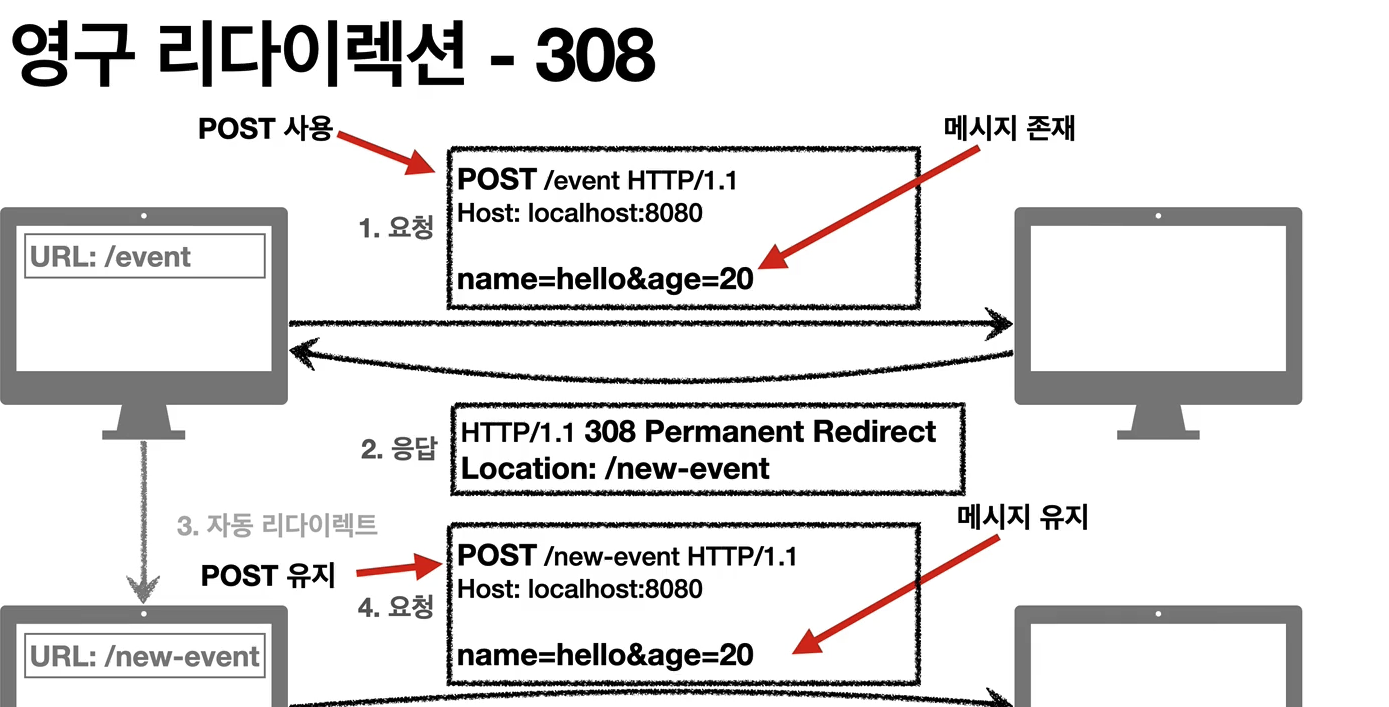 영구 리다이렉션 - 308
POST 사용
메시지 존재
POST /event HTTP/1.1
Host: localhost:8080
name=hello&age=20
1. 요청
URL: /event
2. 응답
HTTP/1.1 308 Permanent Redirect
Location: /new-event
3. 자동 리다이렉트
메시지 유지
POST 유지
4. 요청
POST /new-event HTTP/1.1
Host: localhost:8080
name=hello&age=20
URL: /new-event